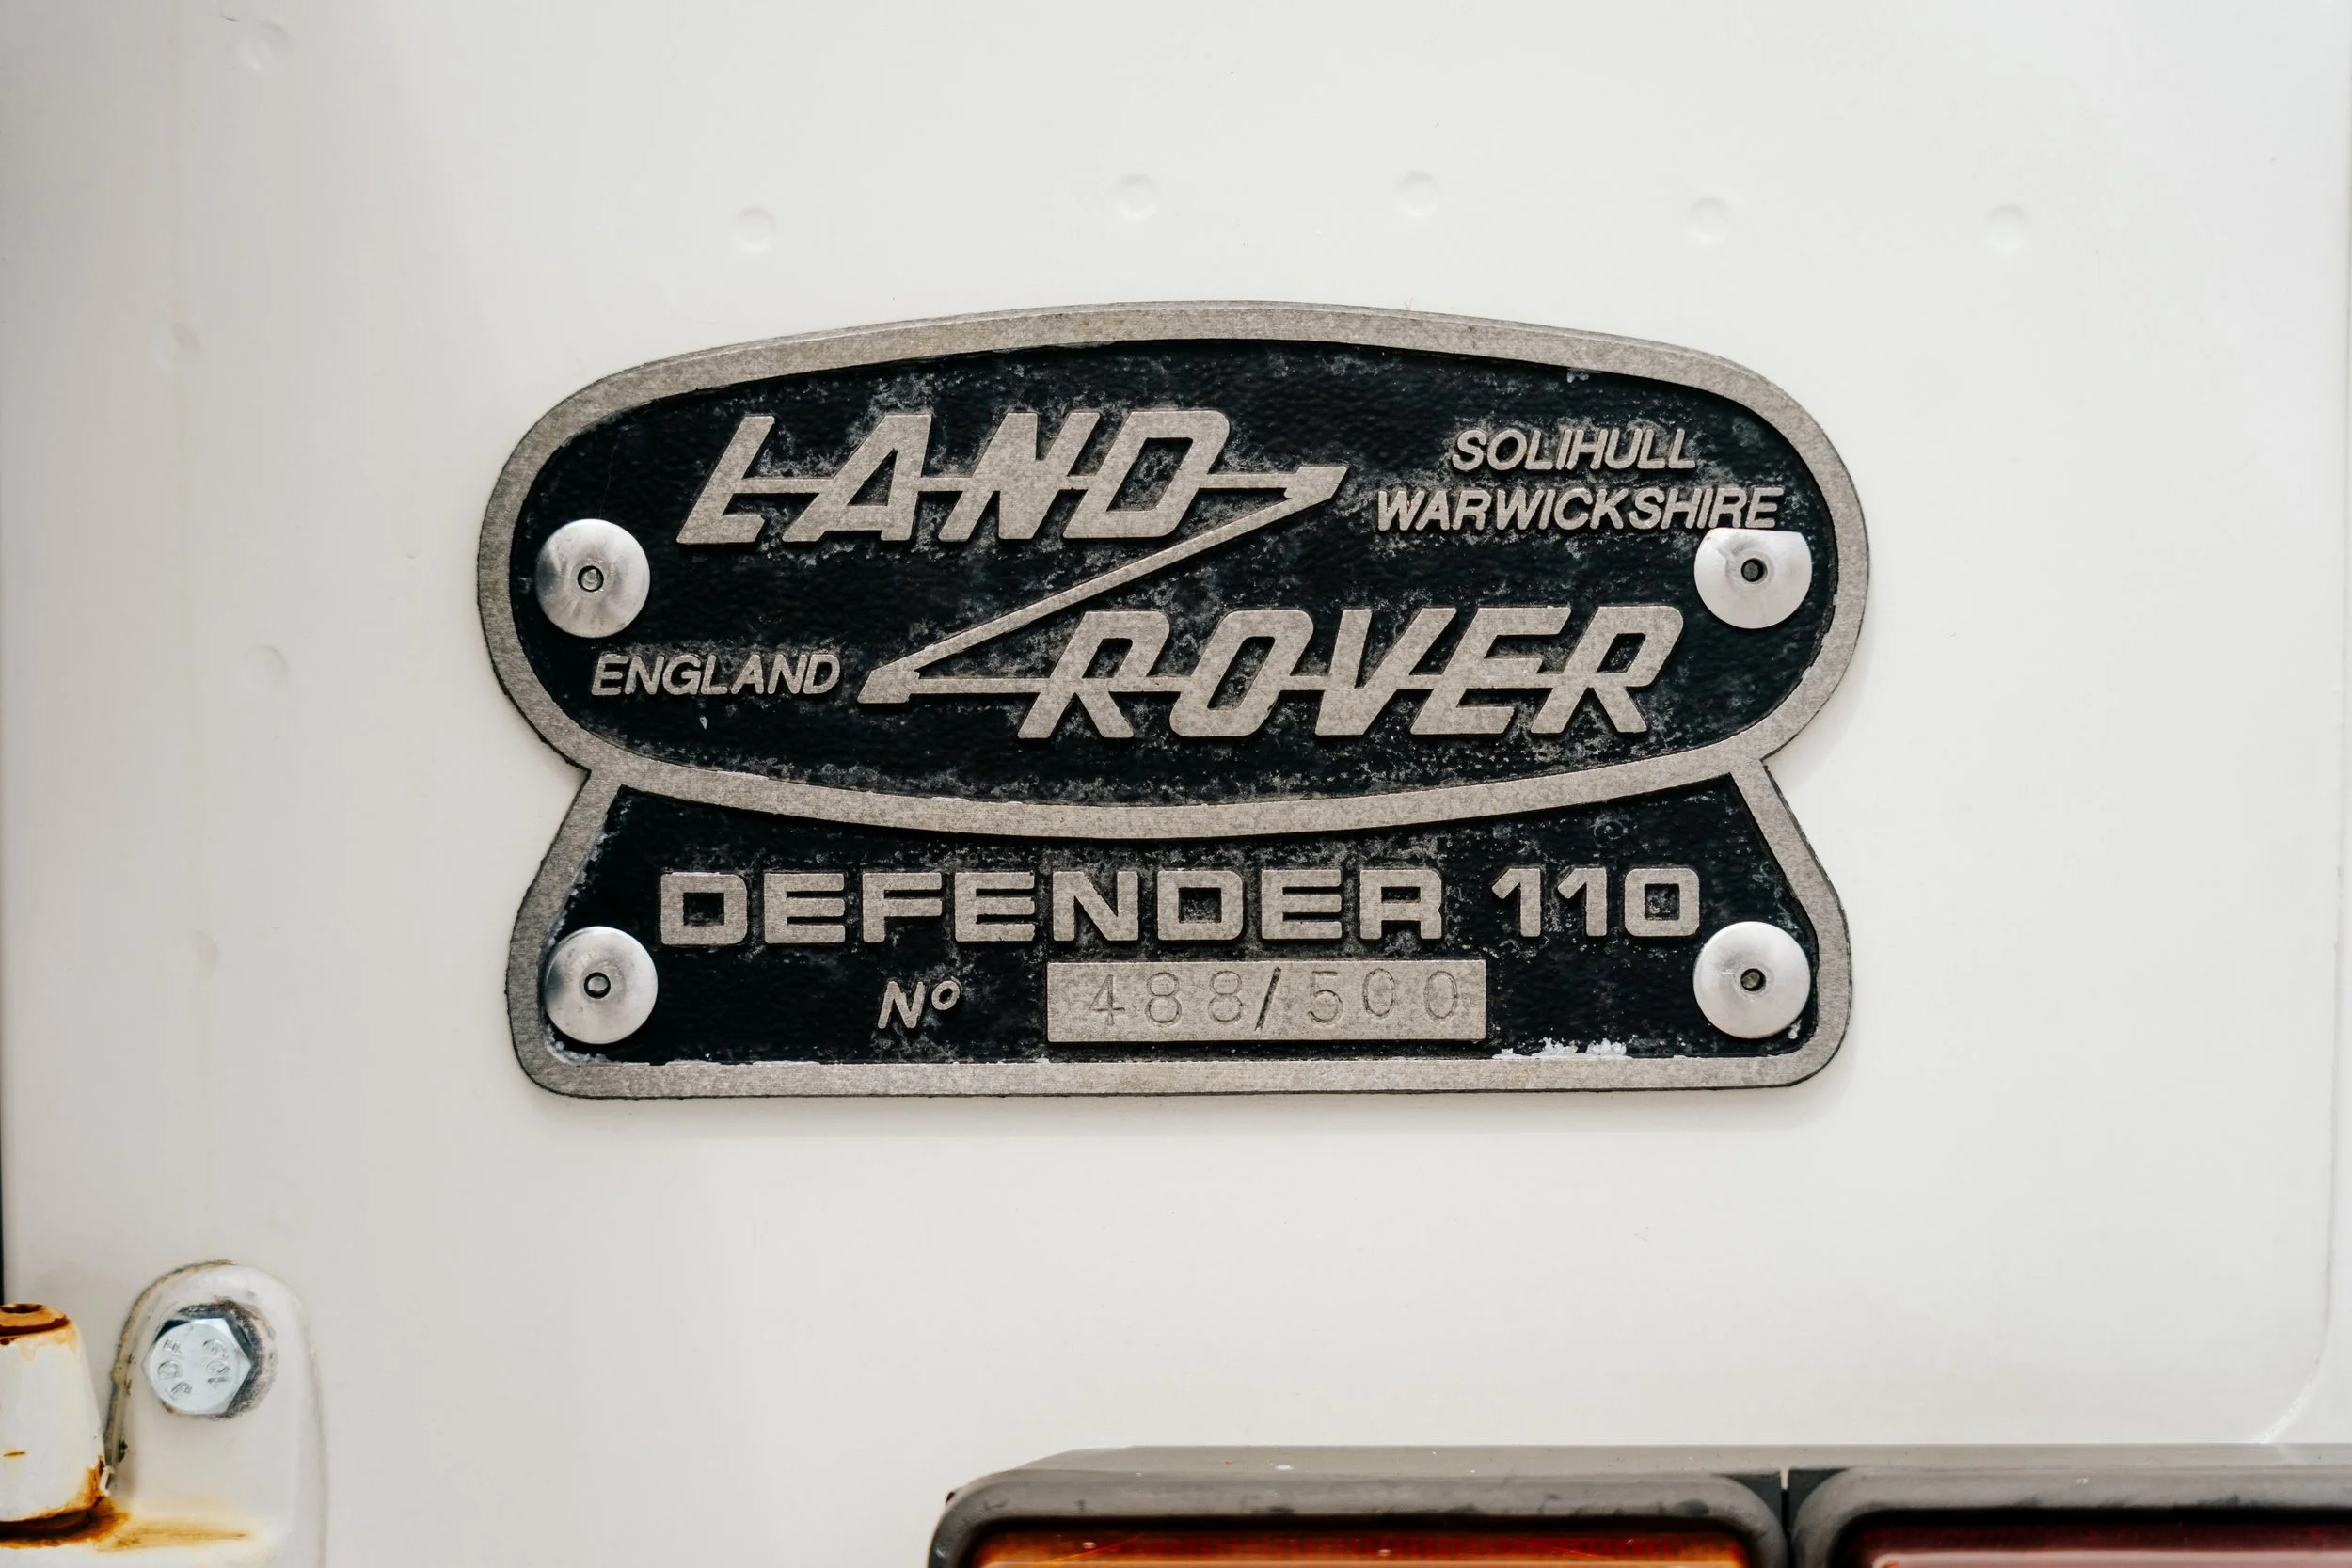 LAND
SOLIHULL
WARWICKSHIRE
ENGLAND
ROVER
DEFENDER 110
Nº 488/500